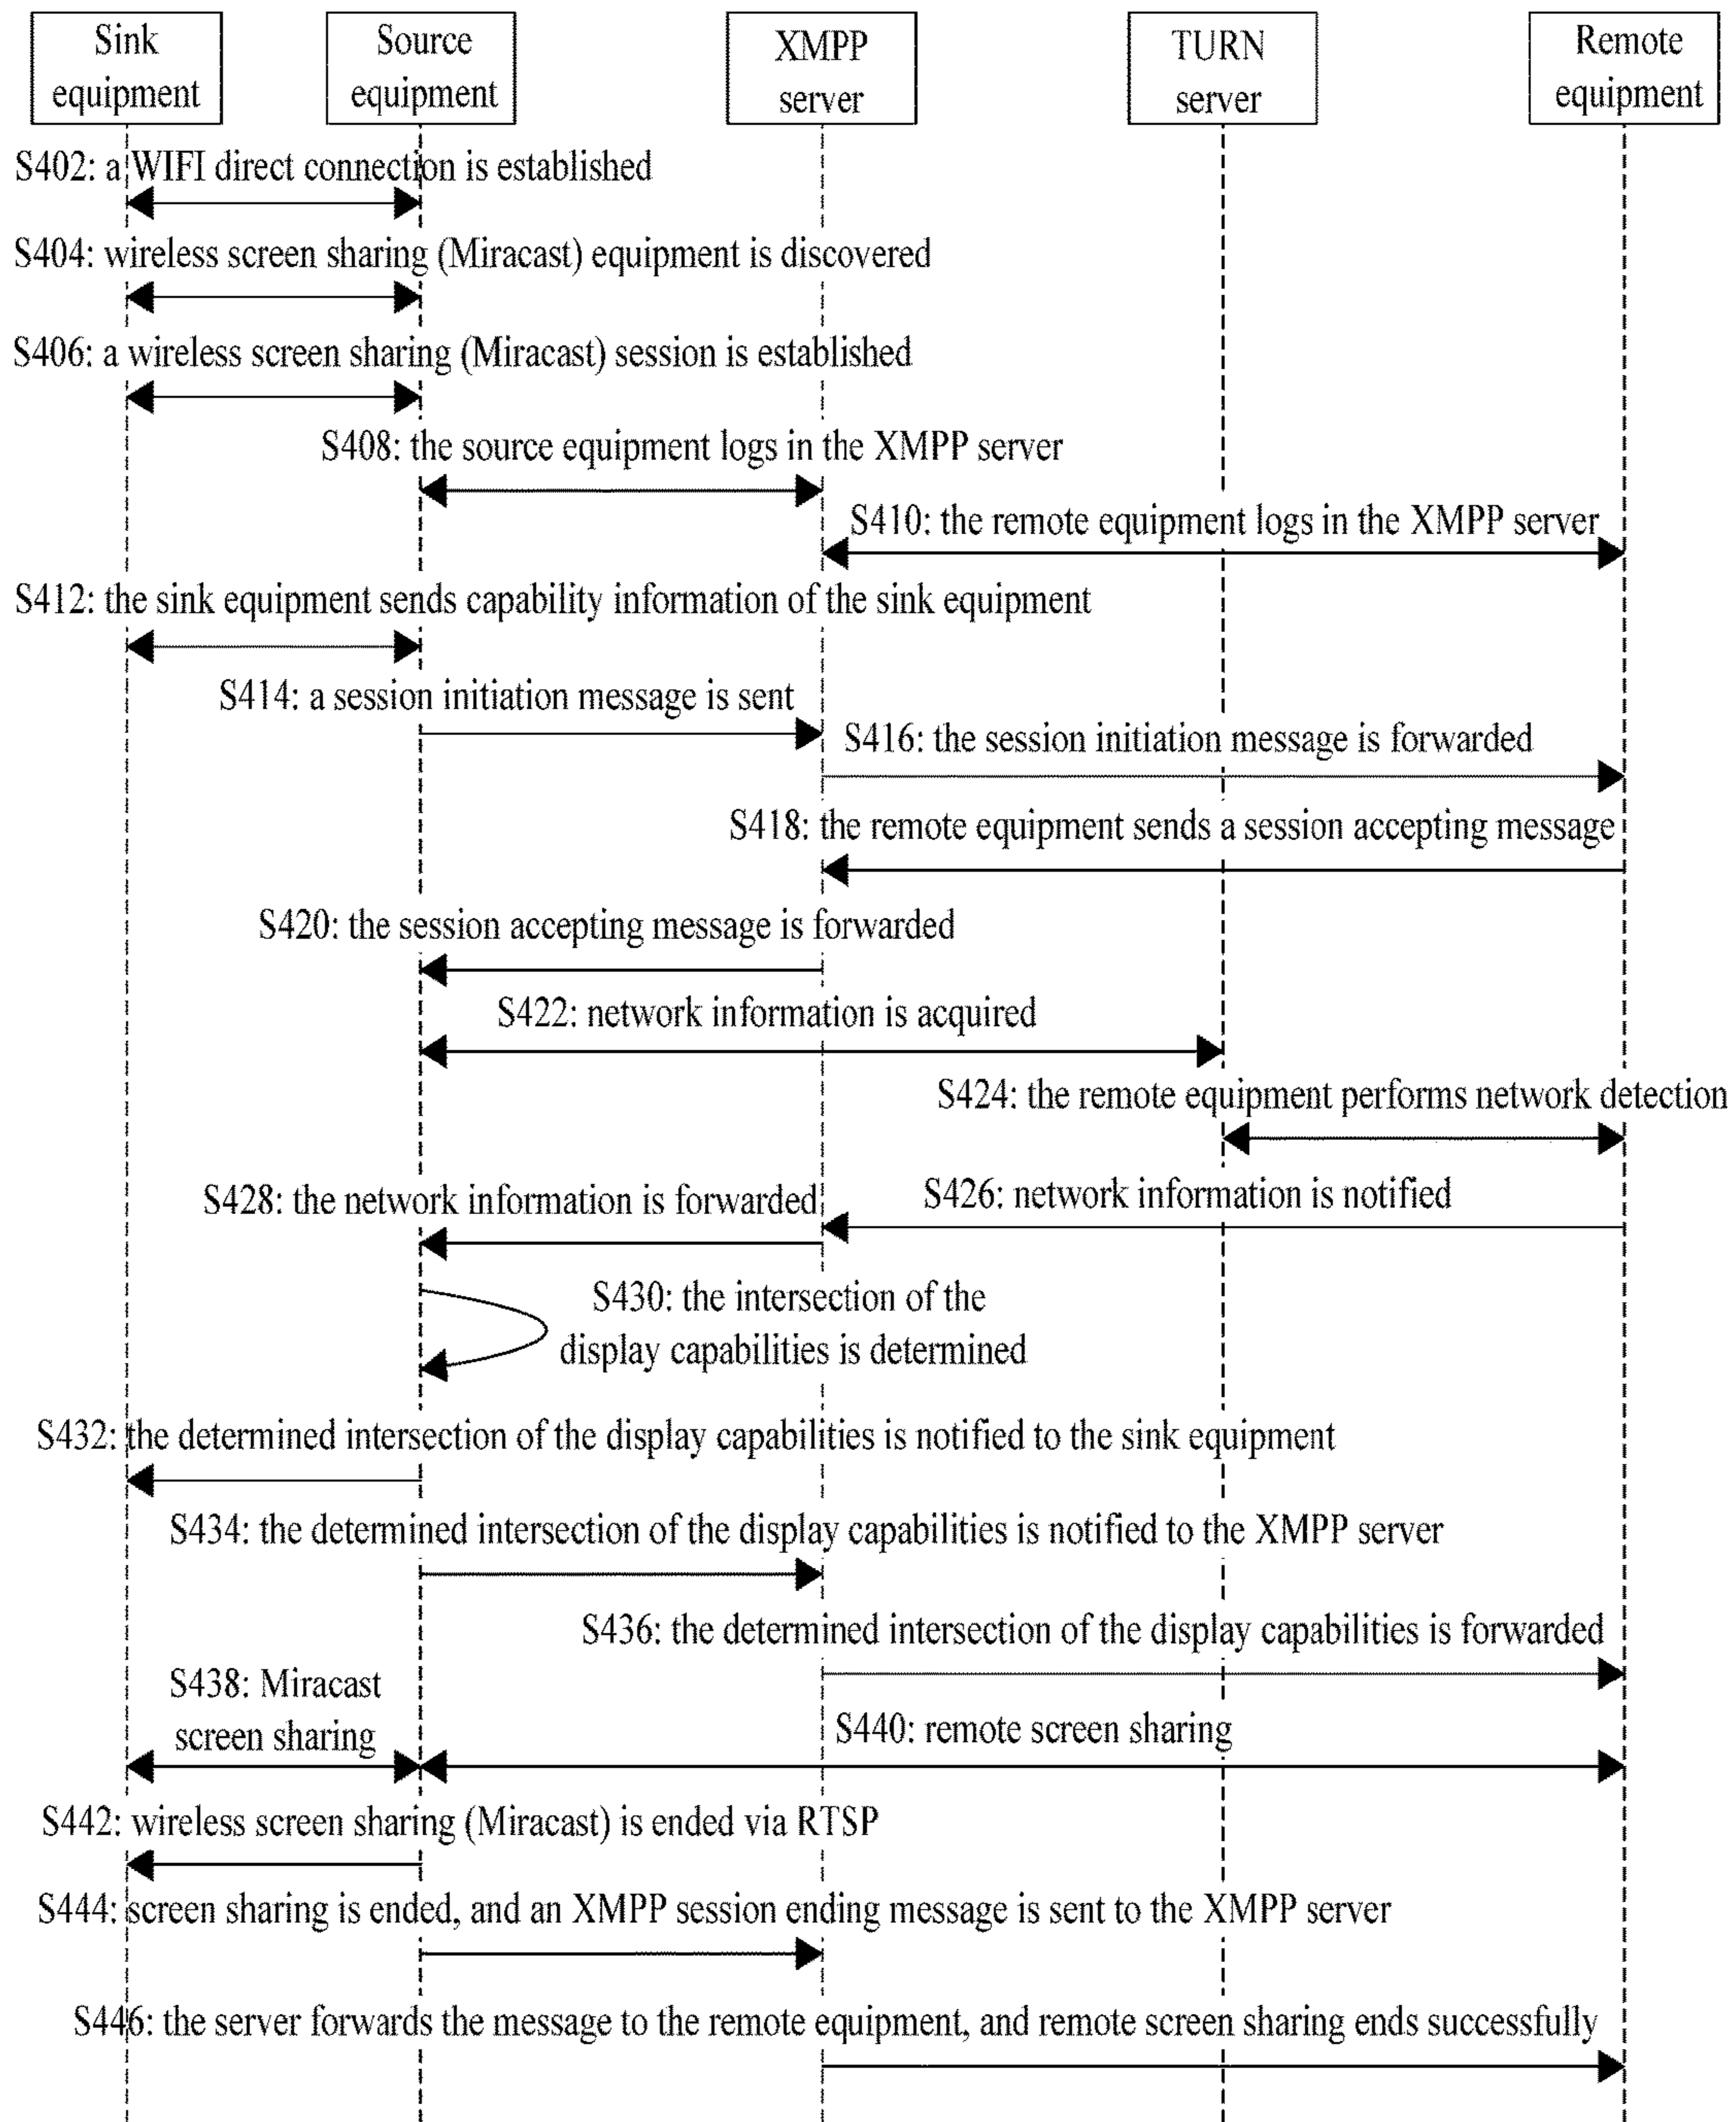 Sink
equipment
Source
equipment
XMPP
server
TURN
server
Remote
equipment
S402: a WIFI direct connection is established
S404: wireless screen sharing (Miracast) equipment is discovered
S406: a wireless screen sharing (Miracast) session is established
S408: the source equipment logs in the XMPP server
S410: the remote equipment logs in the XMPP server
S412: the sink equipment sends capability information of the sink equipment
S414: a session initiation message is sent
S416: the session initiation message is forwarded
S418: the remote equipment sends a session accepting message
S420: the session accepting message is forwarded
S422: network information is acquired
S424: the remote equipment performs network detection
S426: network information is notified
S428: the network information is forwarded
S430: the intersection of the
display capabilities is determined
S432: the determined intersection of the display capabilities is notified to the sink equipment
S434: the determined intersection of the display capabilities is notified to the XMPP server
S436: the determined intersection of the display capabilities is forwarded
S438: Miracast
screen sharing
S440: remote screen sharing
S442: wireless screen sharing (Miracast) is ended via RTSP
S444: screen sharing is ended, and an XMPP session ending message is sent to the XMPP server
S446: the server forwards the message to the remote equipment, and remote screen sharing ends successfully